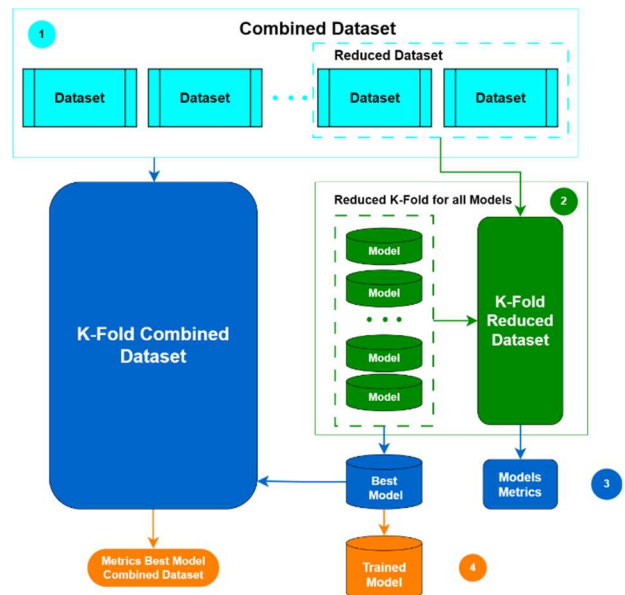 1
Combined Dataset
Reduced Dataset
Dataset
Dataset
Dataset
Dataset
Reduced K-Fold for all Models
2
Model
Model
Model
Model
K-Fold
Reduced
Dataset
K-Fold Combined
Dataset
Best
Model
Models
Metrics
3
Metrics Best Model
Combined Dataset
Trained
Model
4